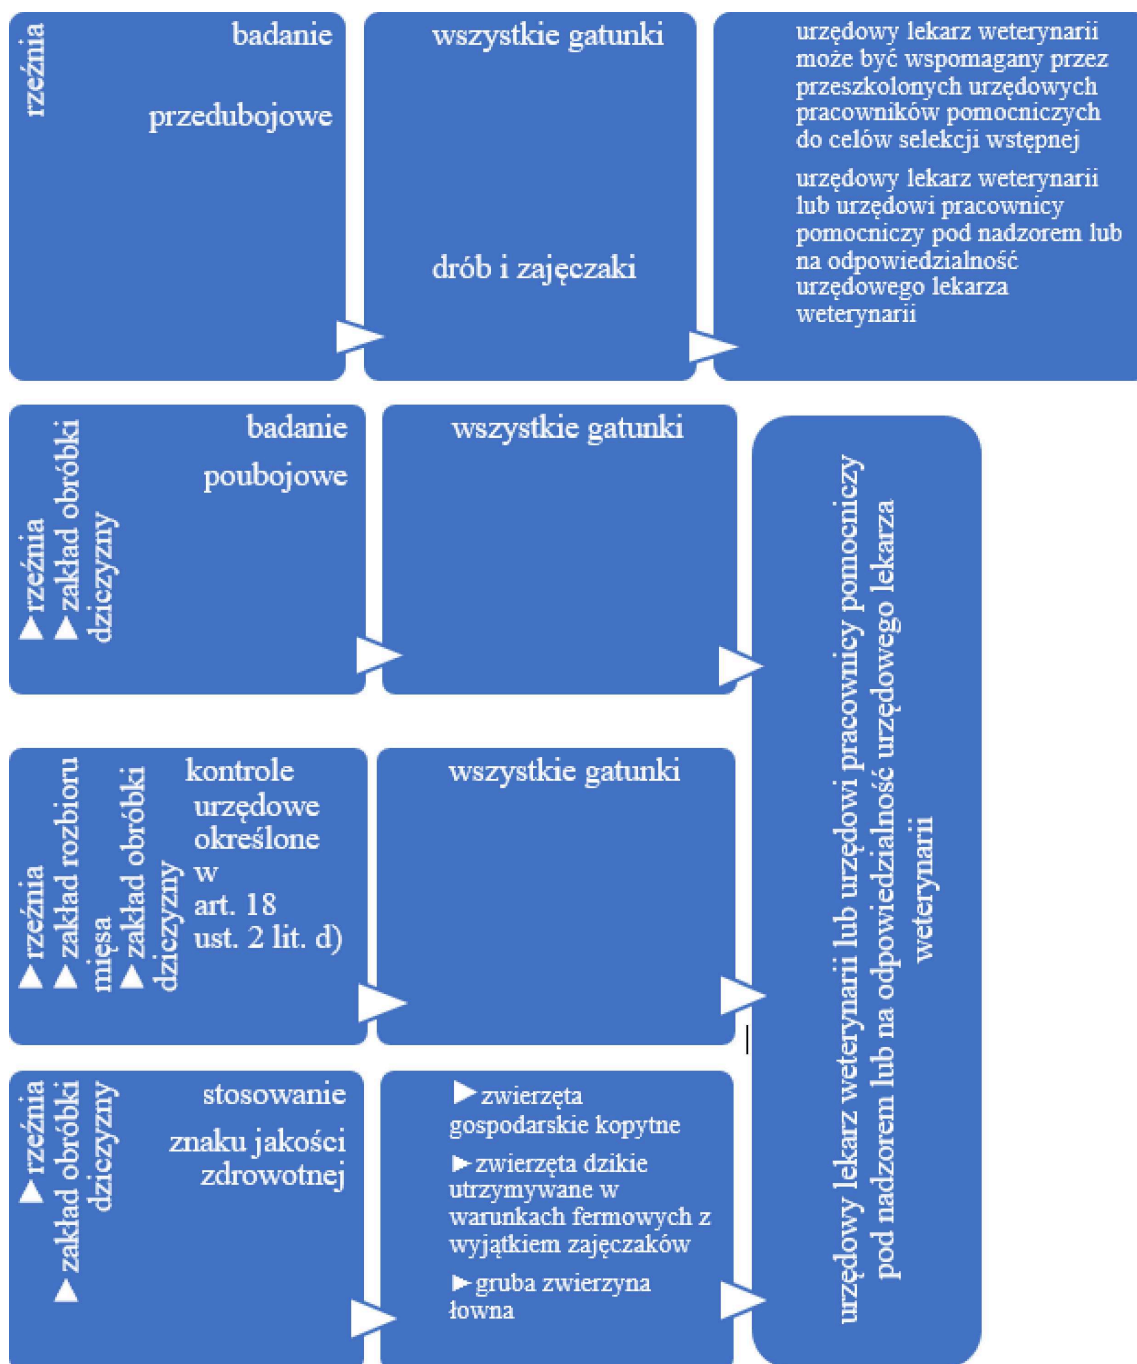 rzeźnia
badanie
przedubojowe
wszystkie gatunki
drób i zajęczaki
urzędowy lekarz weterynarii
może być wspomagany przez
przeszkolonych urzędowych
pracowników pomocniczych
do celów selekcji wstępnej
urzędowy lekarz weterynarii
lub urzędowi pracownicy
pomocniczy pod nadzorem lub
na odpowiedzialność
urzędowego lekarza
weterynarii
►rzeźnia
►zakład obróbki
dziczyzny
badanie
poubojowe
wszystkie gatunki
►rzeźnia
►zakład rozbioru
mięsa
►zakład obróbki
dziczyzny
kontrole
urzędowe
określone
w
art. 18
ust. 2 lit. d)
wszystkie gatunki
►rzeźnia
►zakład obróbki
dziczyzny
stosowanie
znaku jakości
zdrowotnej
►zwierzęta
gospodarskie kopytne
►zwierzęta dzikie
utrzymywane w
warunkach fermowych z
wyjątkiem zajęczaków
►gruba zwierzyna
łowna
urzędowy lekarz weterynarii lub urzędowi pracownicy pomocniczy
pod nadzorem lub na odpowiedzialność urzędowego lekarza
weterynarii